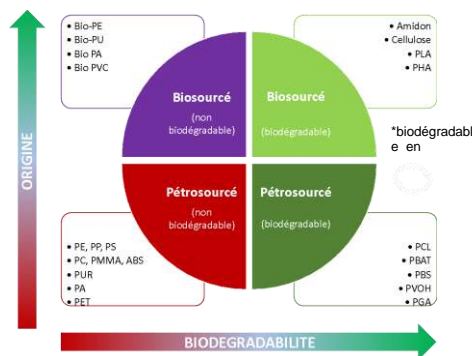 • Bio-PE
• Bio-PU
• Bio PA
• Bio PVC
• Amidon
• Cellulose
• PLA
• PHA
Biosourcé
(non
biodégradable)
Biosourcé
(biodégradable)
*biodégradabl
e en
ORIGINE
Pétrosourcé
(non
biodégradable)
Pétrosourcé
(biodégradable)
• PE, PP, PS
• PC, PMMA, ABS
• PUR
• PA
• PET
• PCL
• PBAT
• PBS
• PVOH
• PGA
BIODEGRADABILITE